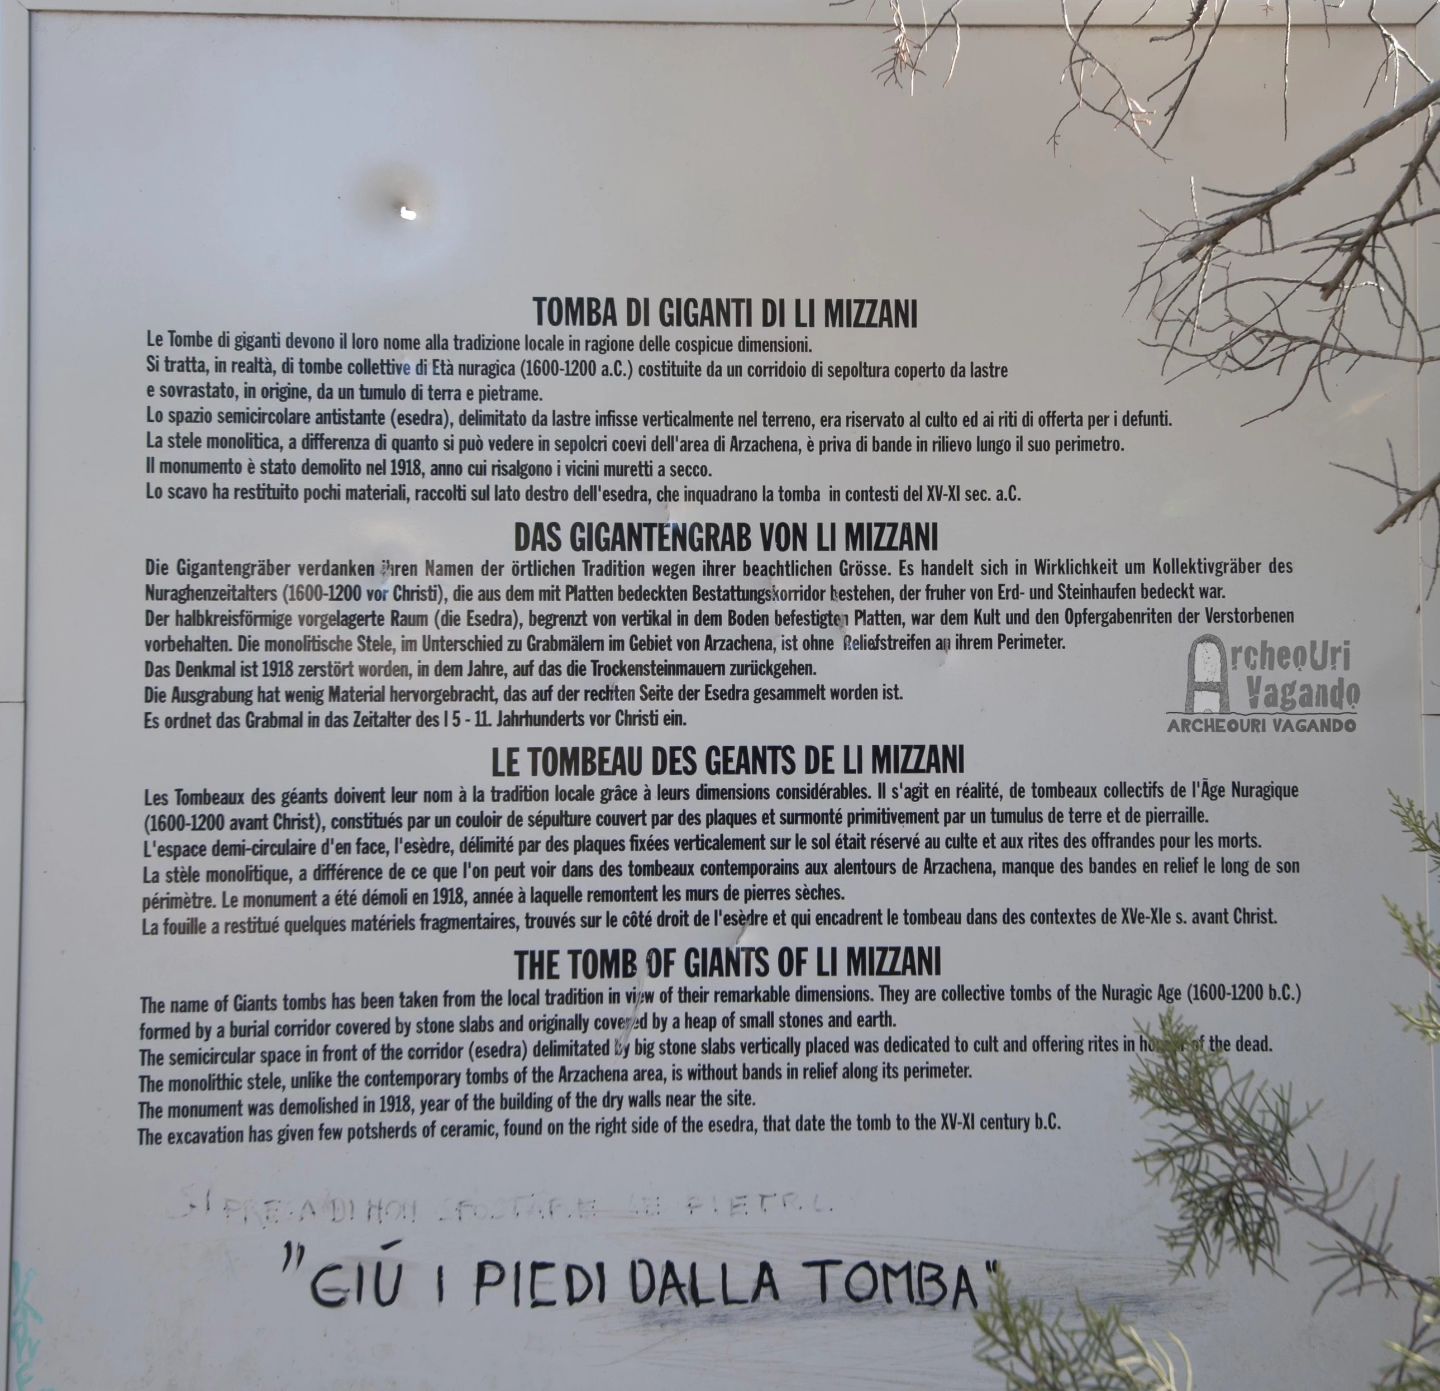 TOMBA DI GIGANTI DI LI MIZZANI
Le Tombe di giganti devono il loro nome alla tradizione locale in ragione delle cospicue dimensioni.
Si tratta, in realtà, di tombe collettive di Età nuragica (1600-1200 a.C.) costituite da un corridoio di sepoltura coperto da lastre
e sovrastato, in origine, da un tumulo di terra e pietrame.
Lo spazio semicircolare antistante (esedra), delimitato da lastre infisse verticalmente nel terreno, era riservato al culto ed ai riti di offerta per i defunti.
La stele monolitica, a differenza di quanto si può vedere in sepolcri coevi dell'area di Arzachena, è priva di bande in rilievo lungo il suo perimetro.
Il monumento è stato demolito nel 1918, anno cui risalgono i vicini muretti a secco.
Lo scavo ha restituito pochi materiali, raccolti sul lato destro dell'esedra, che inquadrano la tomba in contesti del XV-XI sec. a.C.
DAS GIGANTENGRAB VON LI MIZZANI
Die Gigantengräber verdanken ihren Namen der örtlichen Tradition wegen ihrer beachtlichen Grösse. Es handelt sich in Wirklichkeit um Kollektivgräber des
Nuraghenzeitalters (1600-1200 vor Christi), die aus dem mit Platten bedeckten Bestattungskorridor bestehen, der fruher von Erd- und Steinhaufen bedeckt war.
Der halbkreisförmige vorgelagerte Raum (die Esedra), begrenzt von vertikal in dem Boden befestigten Platten, war dem Kult und den Opfergabenriten der Verstorbenen
vorbehalten. Die monolitische Stele, im Unterschied zu Grabmälern im Gebiet von Arzachena, ist ohne Reliefstreifen an ihrem Perimeter.
Das Denkmal ist 1918 zerstört worden, in dem Jahre, auf das die Trockensteinmauern zurückgehen.
Die Ausgrabung hat wenig Material hervorgebracht, das auf der rechten Seite der Esedra gesammelt worden ist.
Es ordnet das Grabmal in das Zeitalter des I 5 - 11. Jahrhunderts vor Christi ein.
ArcheoUri
Vagando
ARCHEOURI VAGANDO
LE TOMBEAU DES GEANTS DE LI MIZZANI
Les Tombeaux des géants doivent leur nom à la tradition locale grâce à leurs dimensions considérables. Il s'agit en réalité, de tombeaux collectifs de l'Ãge Nuragique
(1600-1200 avant Christ), constitués par un couloir de sépulture couvert par des plaques et surmonté primitivement par un tumulus de terre et de pierraille.
L'espace demi-circulaire d'en face, l'esèdre, délimité par des plaques fixées verticalement sur le sol était réservé au culte et aux rites des offrandes pour les morts.
La stèle monolitique, a différence de ce que l'on peut voir dans des tombeaux contemporains aux alentours de Arzachena, manque des bandes en relief le long de son
périmètre. Le monument a été démoli en 1918, année à laquelle remontent les murs de pierres sèches.
La fouille a restitué quelques matériels fragmentaires, trouvés sur le côté droit de l'esèdre et qui encadrent le tombeau dans des contextes de XVe-XIe s. avant Christ.
THE TOMB OF GIANTS OF LI MIZZANI
The name of Giants tombs has been taken from the local tradition in view of their remarkable dimensions. They are collective tombs of the Nuragic Age (1600-1200 b.C.)
formed by a burial corridor covered by stone slabs and originally covered by a heap of small stones and earth.
The semicircular space in front of the corridor (esedra) delimitated by big stone slabs vertically placed was dedicated to cult and offering rites in honour of the dead.
The monolithic stele, unlike the contemporary tombs of the Arzachena area, is without bands in relief along its perimeter.
The monument was demolished in 1918, year of the building of the dry walls near the site.
The excavation has given few potsherds of ceramic, found on the right side of the esedra, that date the tomb to the XV-XI century b.C.
SI PREGA DI NON SPOSTARE LE PIETRE
"GIÚ I PIEDI DALLA TOMBA"